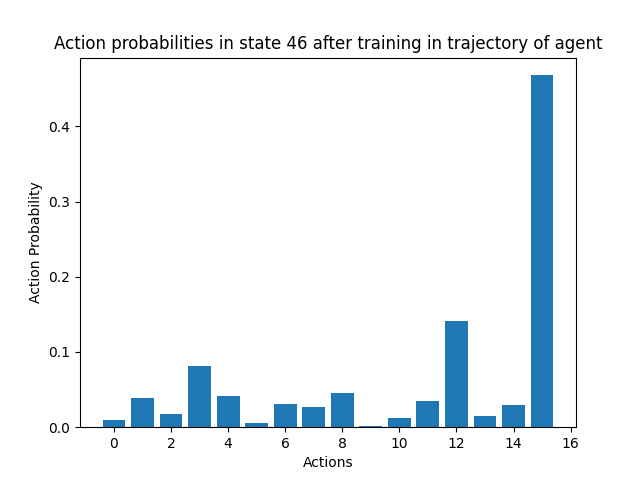 Action probabilities in state 46 after training in trajectory of agent
0.4
0.3
0.2
0.1
0.0
Action Probability
0 2 4 6 8 10 12 14 16
Actions